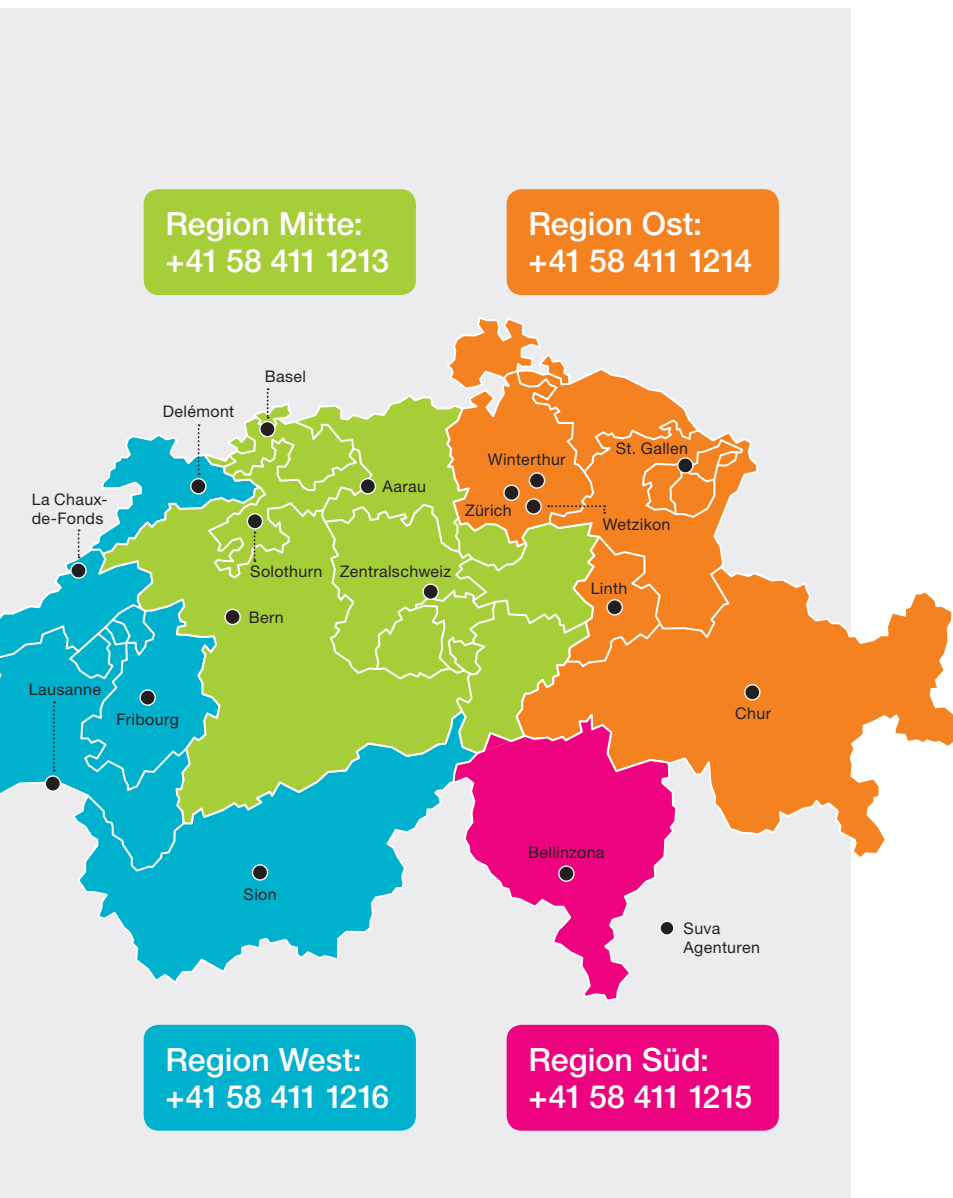 Region Mitte:
+41 58 411 1213
Region Ost:
+41 58 411 1214
Basel
Delémont
La Chaux-
de-Fonds
Aarau
Solothurn
Zentralschweiz
Bern
Winterthur
St. Gallen
Zürich
Wetzikon
Linth
Lausanne
Fribourg
Chur
Bellinzona
Sion
Suva
Agenturen
Region West:
+41 58 411 1216
Region Süd:
+41 58 411 1215